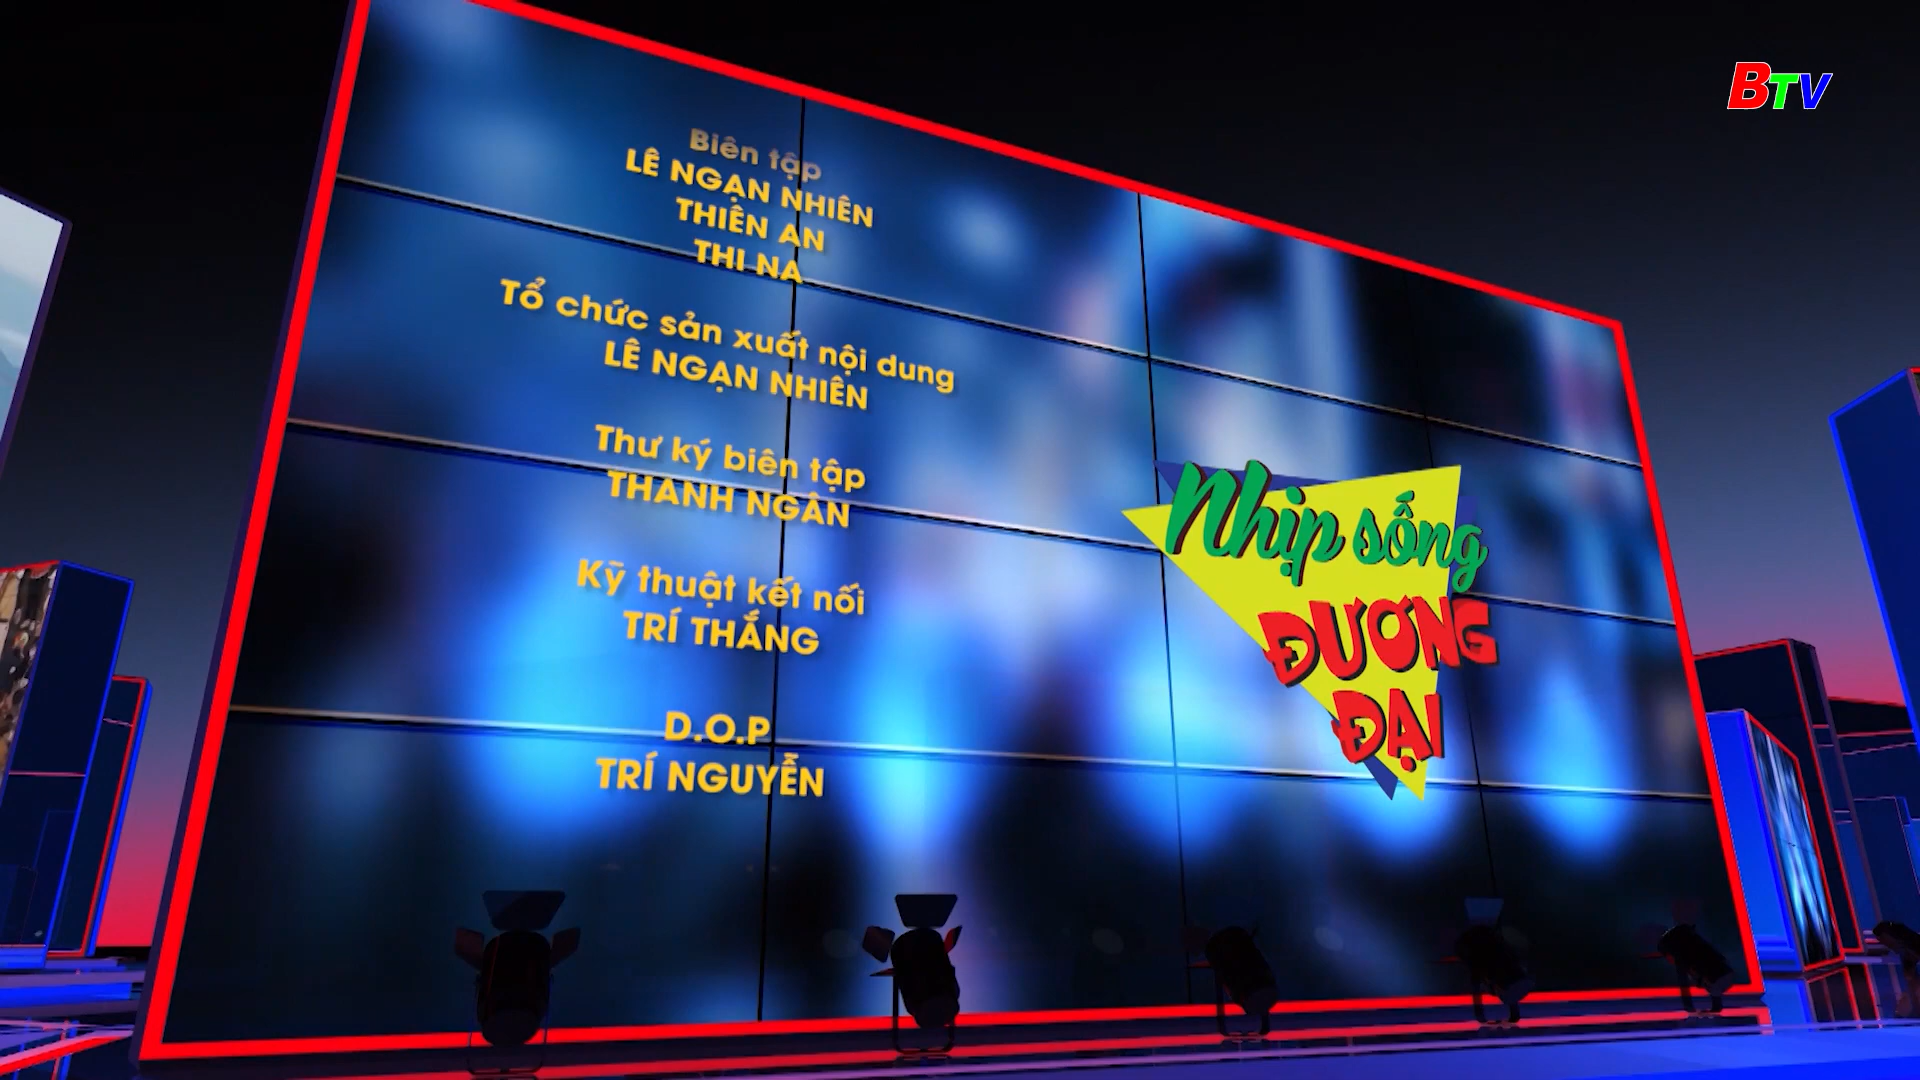 BTV
Biên tập
LÊ NGẠN NHIÊN
THIÊN AN
THI NA
Tổ chức sản xuất nội dung
LÊ NGẠN NHIÊN
Thư ký biên tập
THANH NGÂN
Kỹ thuật kết nối
TRÍ THẮNG
D.O.P
TRÍ NGUYỄN
Nhịp sống
ĐƯƠNG
ĐẠI